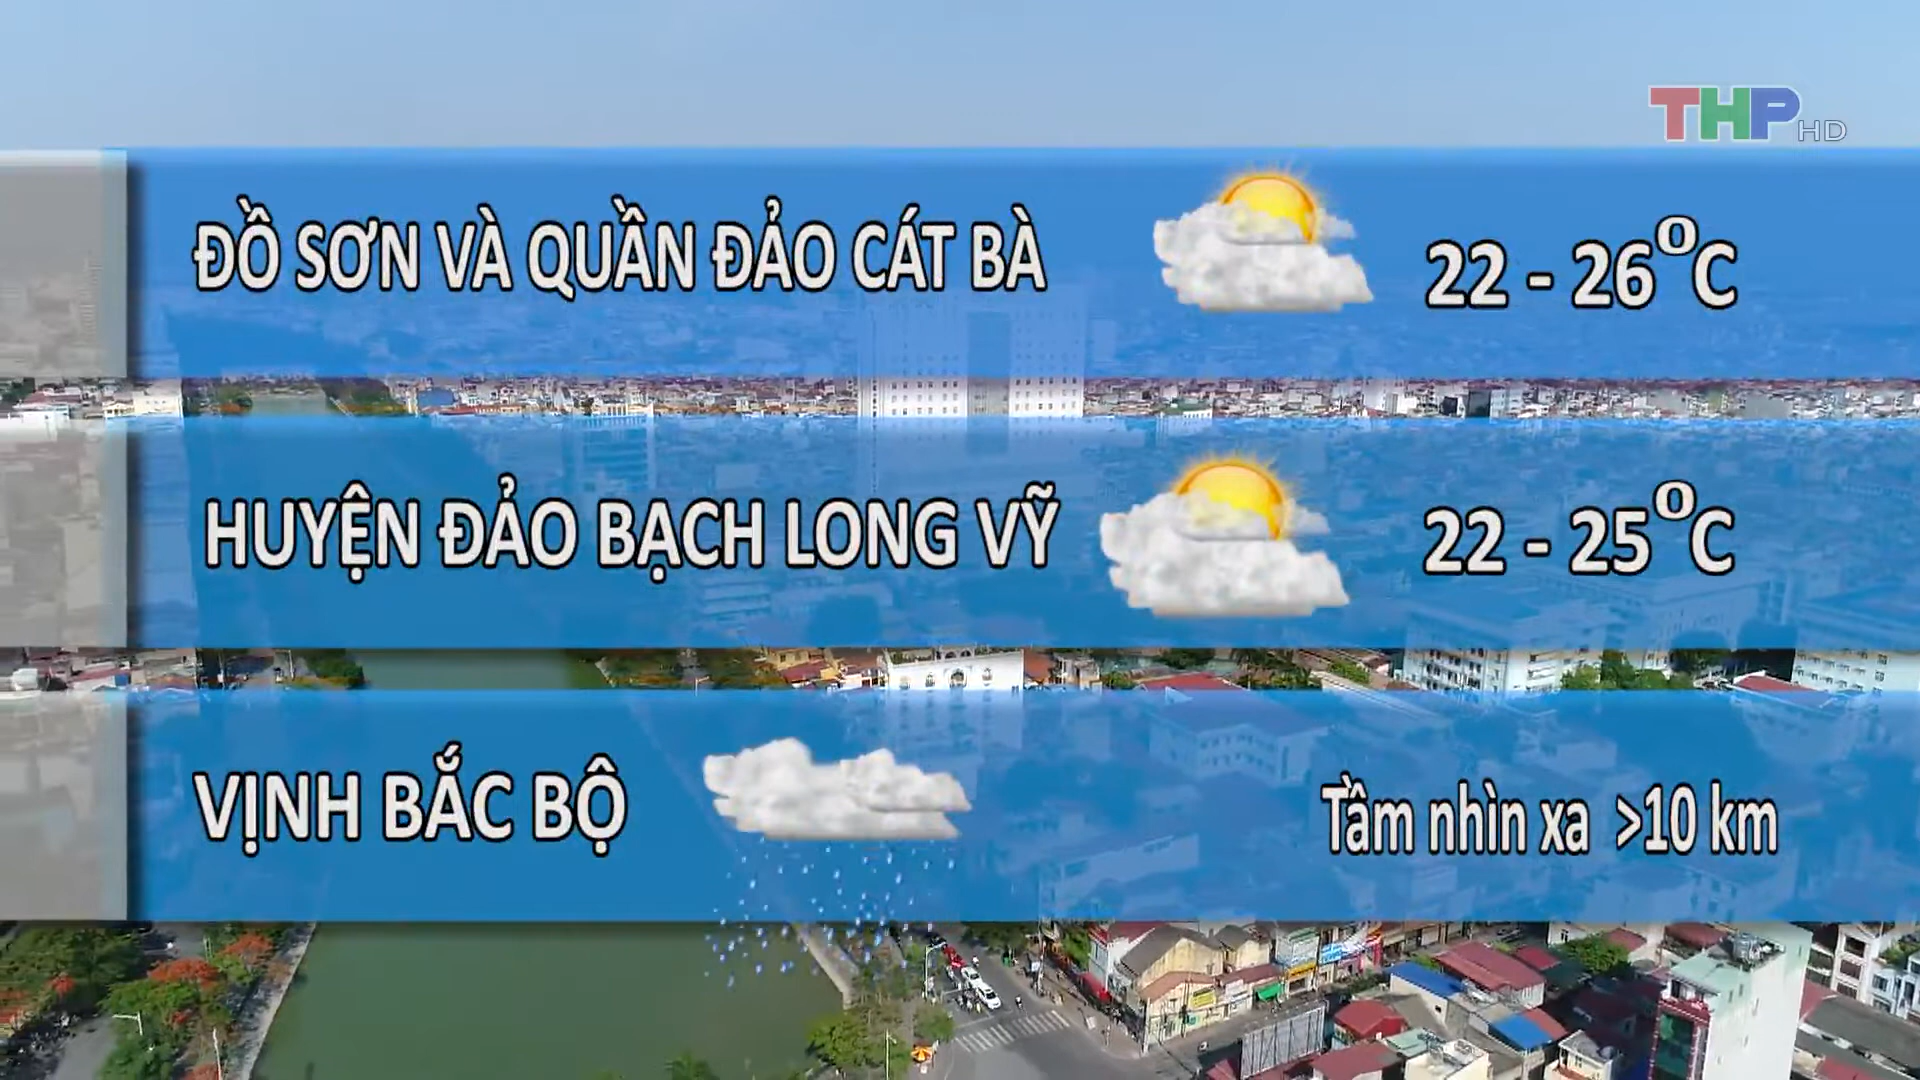 THP HD
ĐỒ SƠN VÀ QUẦN ĐẢO CÁT BÀ
22 - 26°C
HUYỆN ĐẢO BẠCH LONG VỸ
22 - 25°C
VỊNH BẮC BỘ
Tầm nhìn xa >10 km